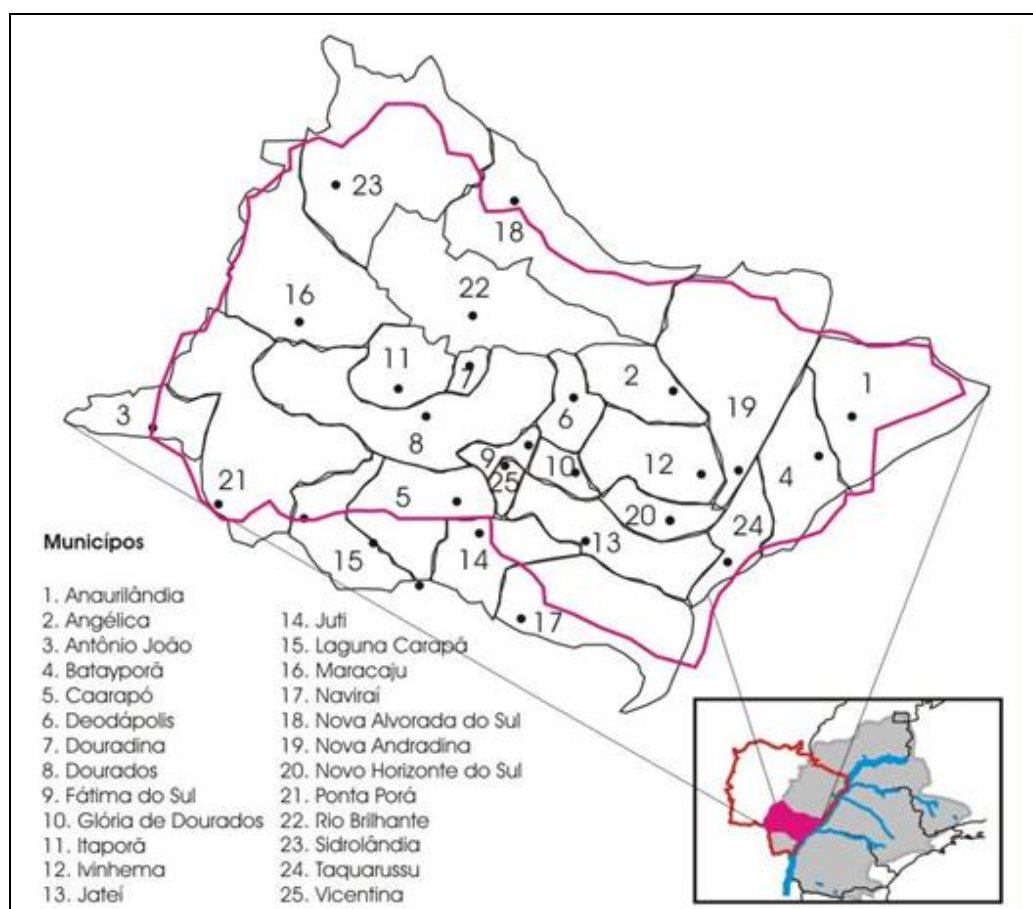 23
18
16
22
11
7
2
1
3
6
19
8
9
10
12
4
25
21
5
20
24
13
15
14
17
Municípos
1. Anaurilândia
2. Angélica
3. Antônio João
4. Batayporã
5. Caarapó
6. Deodápolis
7. Douradina
8. Dourados
9. Fátima do Sul
10. Glória de Dourados
11. Itaporã
12. Ivinhema
13. Jateí
14. Juti
15. Laguna Carapã
16. Maracaju
17. Naviraí
18. Nova Alvorada do Sul
19. Nova Andradina
20. Novo Horizonte do Sul
21. Ponta Porá
22. Rio Brilhante
23. Sidrolândia
24. Taquarussu
25. Vicentina